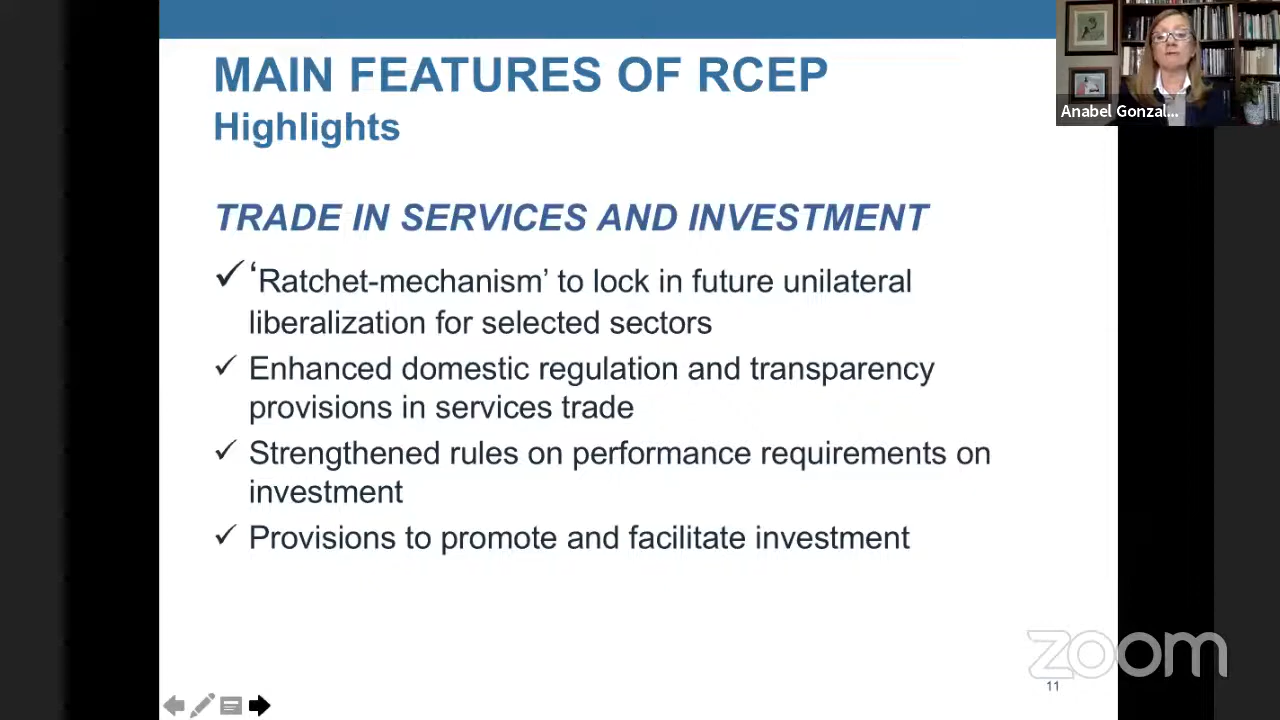 MAIN FEATURES OF RCEP
Highlights
Anabel Gonzal...
TRADE IN SERVICES AND INVESTMENT
✓ ‘Ratchet-mechanism’ to lock in future unilateral
liberalization for selected sectors
✓ Enhanced domestic regulation and transparency
provisions in services trade
✓ Strengthened rules on performance requirements on
investment
✓ Provisions to promote and facilitate investment
zoom
11